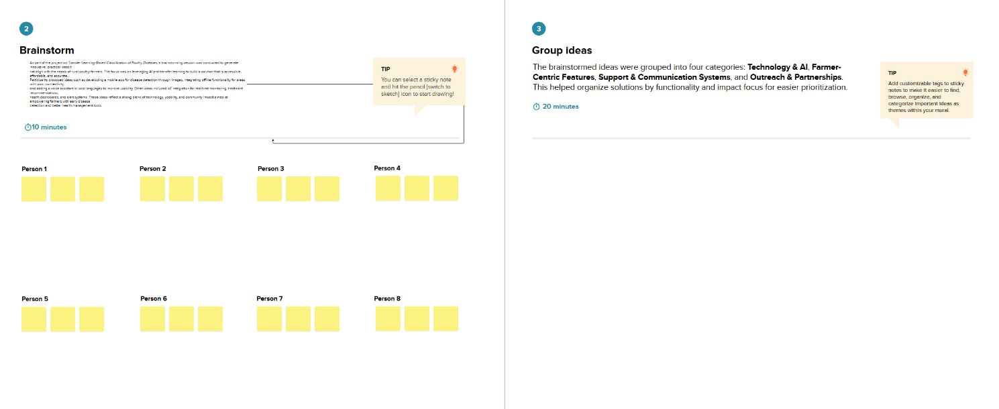 2
Brainstorm
As part of the project on Transfer Learning-Based Classification of Poultry Diseases, a brainstorming session was conducted to generate
innovative, practical ideas t
hat align with the needs of rural poultry farmers. The focus was on leveraging AI and transfer learning to build a solution that is accessible,
affordable, and accurate.
Participants proposed ideas such as developing a mobile app for disease detection through images, integrating offline functionality for areas
with poor connectivity,
and adding a voice assistant in local languages to improve usability. Other ideas included IoT integration for real-time monitoring, treatment
recommendations,
health dashboards, and alert systems. These ideas reflect a strong blend of technology, usability, and community impact aimed at
empowering farmers with early disease
detection and better health management tools.
TIP
You can select a sticky note
and hit the pencil [switch to
sketch] icon to start drawing!
10 minutes
Person 1
Person 2
Person 3
Person 4
Person 5
Person 6
Person 7
Person 8
3
Group ideas
The brainstormed ideas were grouped into four categories: Technology & AI, Farmer-
Centric Features, Support & Communication Systems, and Outreach & Partnerships.
This helped organize solutions by functionality and impact focus for easier prioritization.
20 minutes
TIP
Add customizable tags to sticky
notes to make it easier to find,
browse, organize, and
categorize important ideas as
themes within your mural.